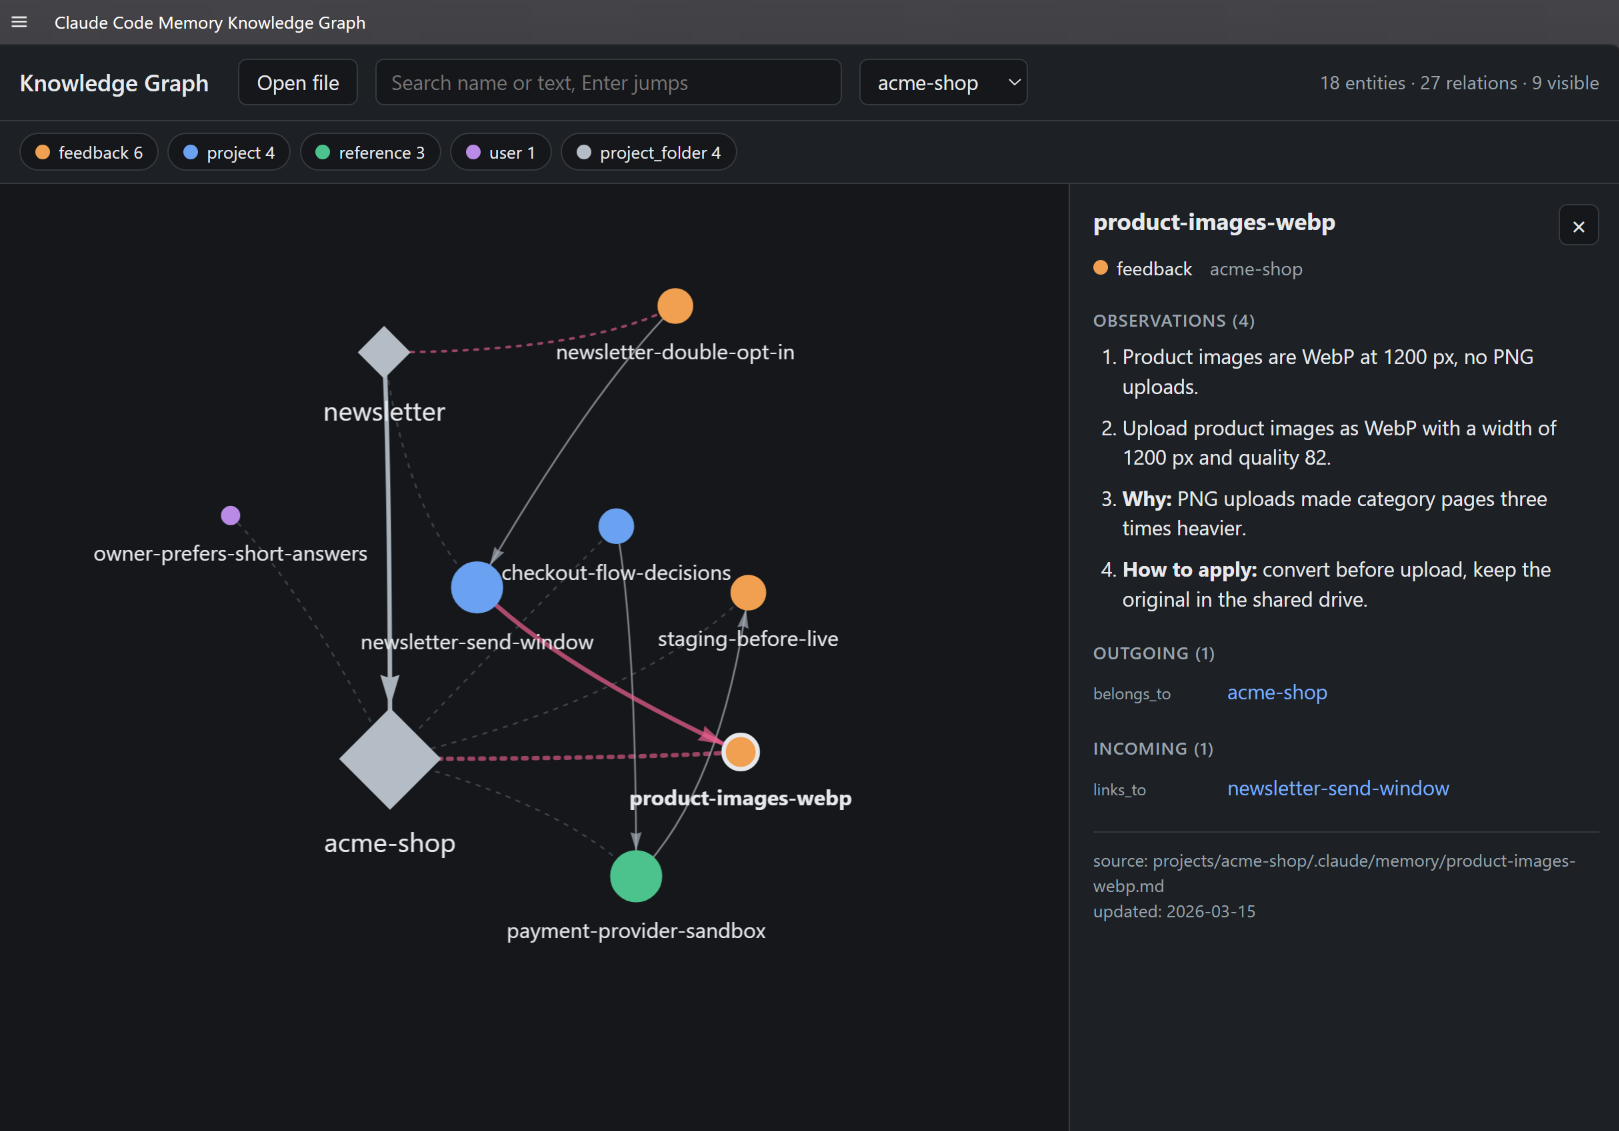 Claude Code Memory Knowledge Graph
Knowledge Graph
Open file
Search name or text, Enter jumps
acme-shop
18 entities · 27 relations · 9 visible
feedback 6
project 4
reference 3
user 1
project_folder 4
newsletter-double-opt-in
newsletter
owner-prefers-short-answers
checkout-flow-decisions
newsletter-send-window
staging-before-live
product-images-webp
acme-shop
payment-provider-sandbox
product-images-webp
×
feedback acme-shop
OBSERVATIONS (4)
1. Product images are WebP at 1200 px, no PNG
uploads.
2. Upload product images as WebP with a width of
1200 px and quality 82.
3. Why: PNG uploads made category pages three
times heavier.
4. How to apply: convert before upload, keep the
original in the shared drive.
OUTGOING (1)
belongs_to acme-shop
INCOMING (1)
links_to newsletter-send-window
source: projects/acme-shop/.claude/memory/product-images-
webp.md
updated: 2026-03-15